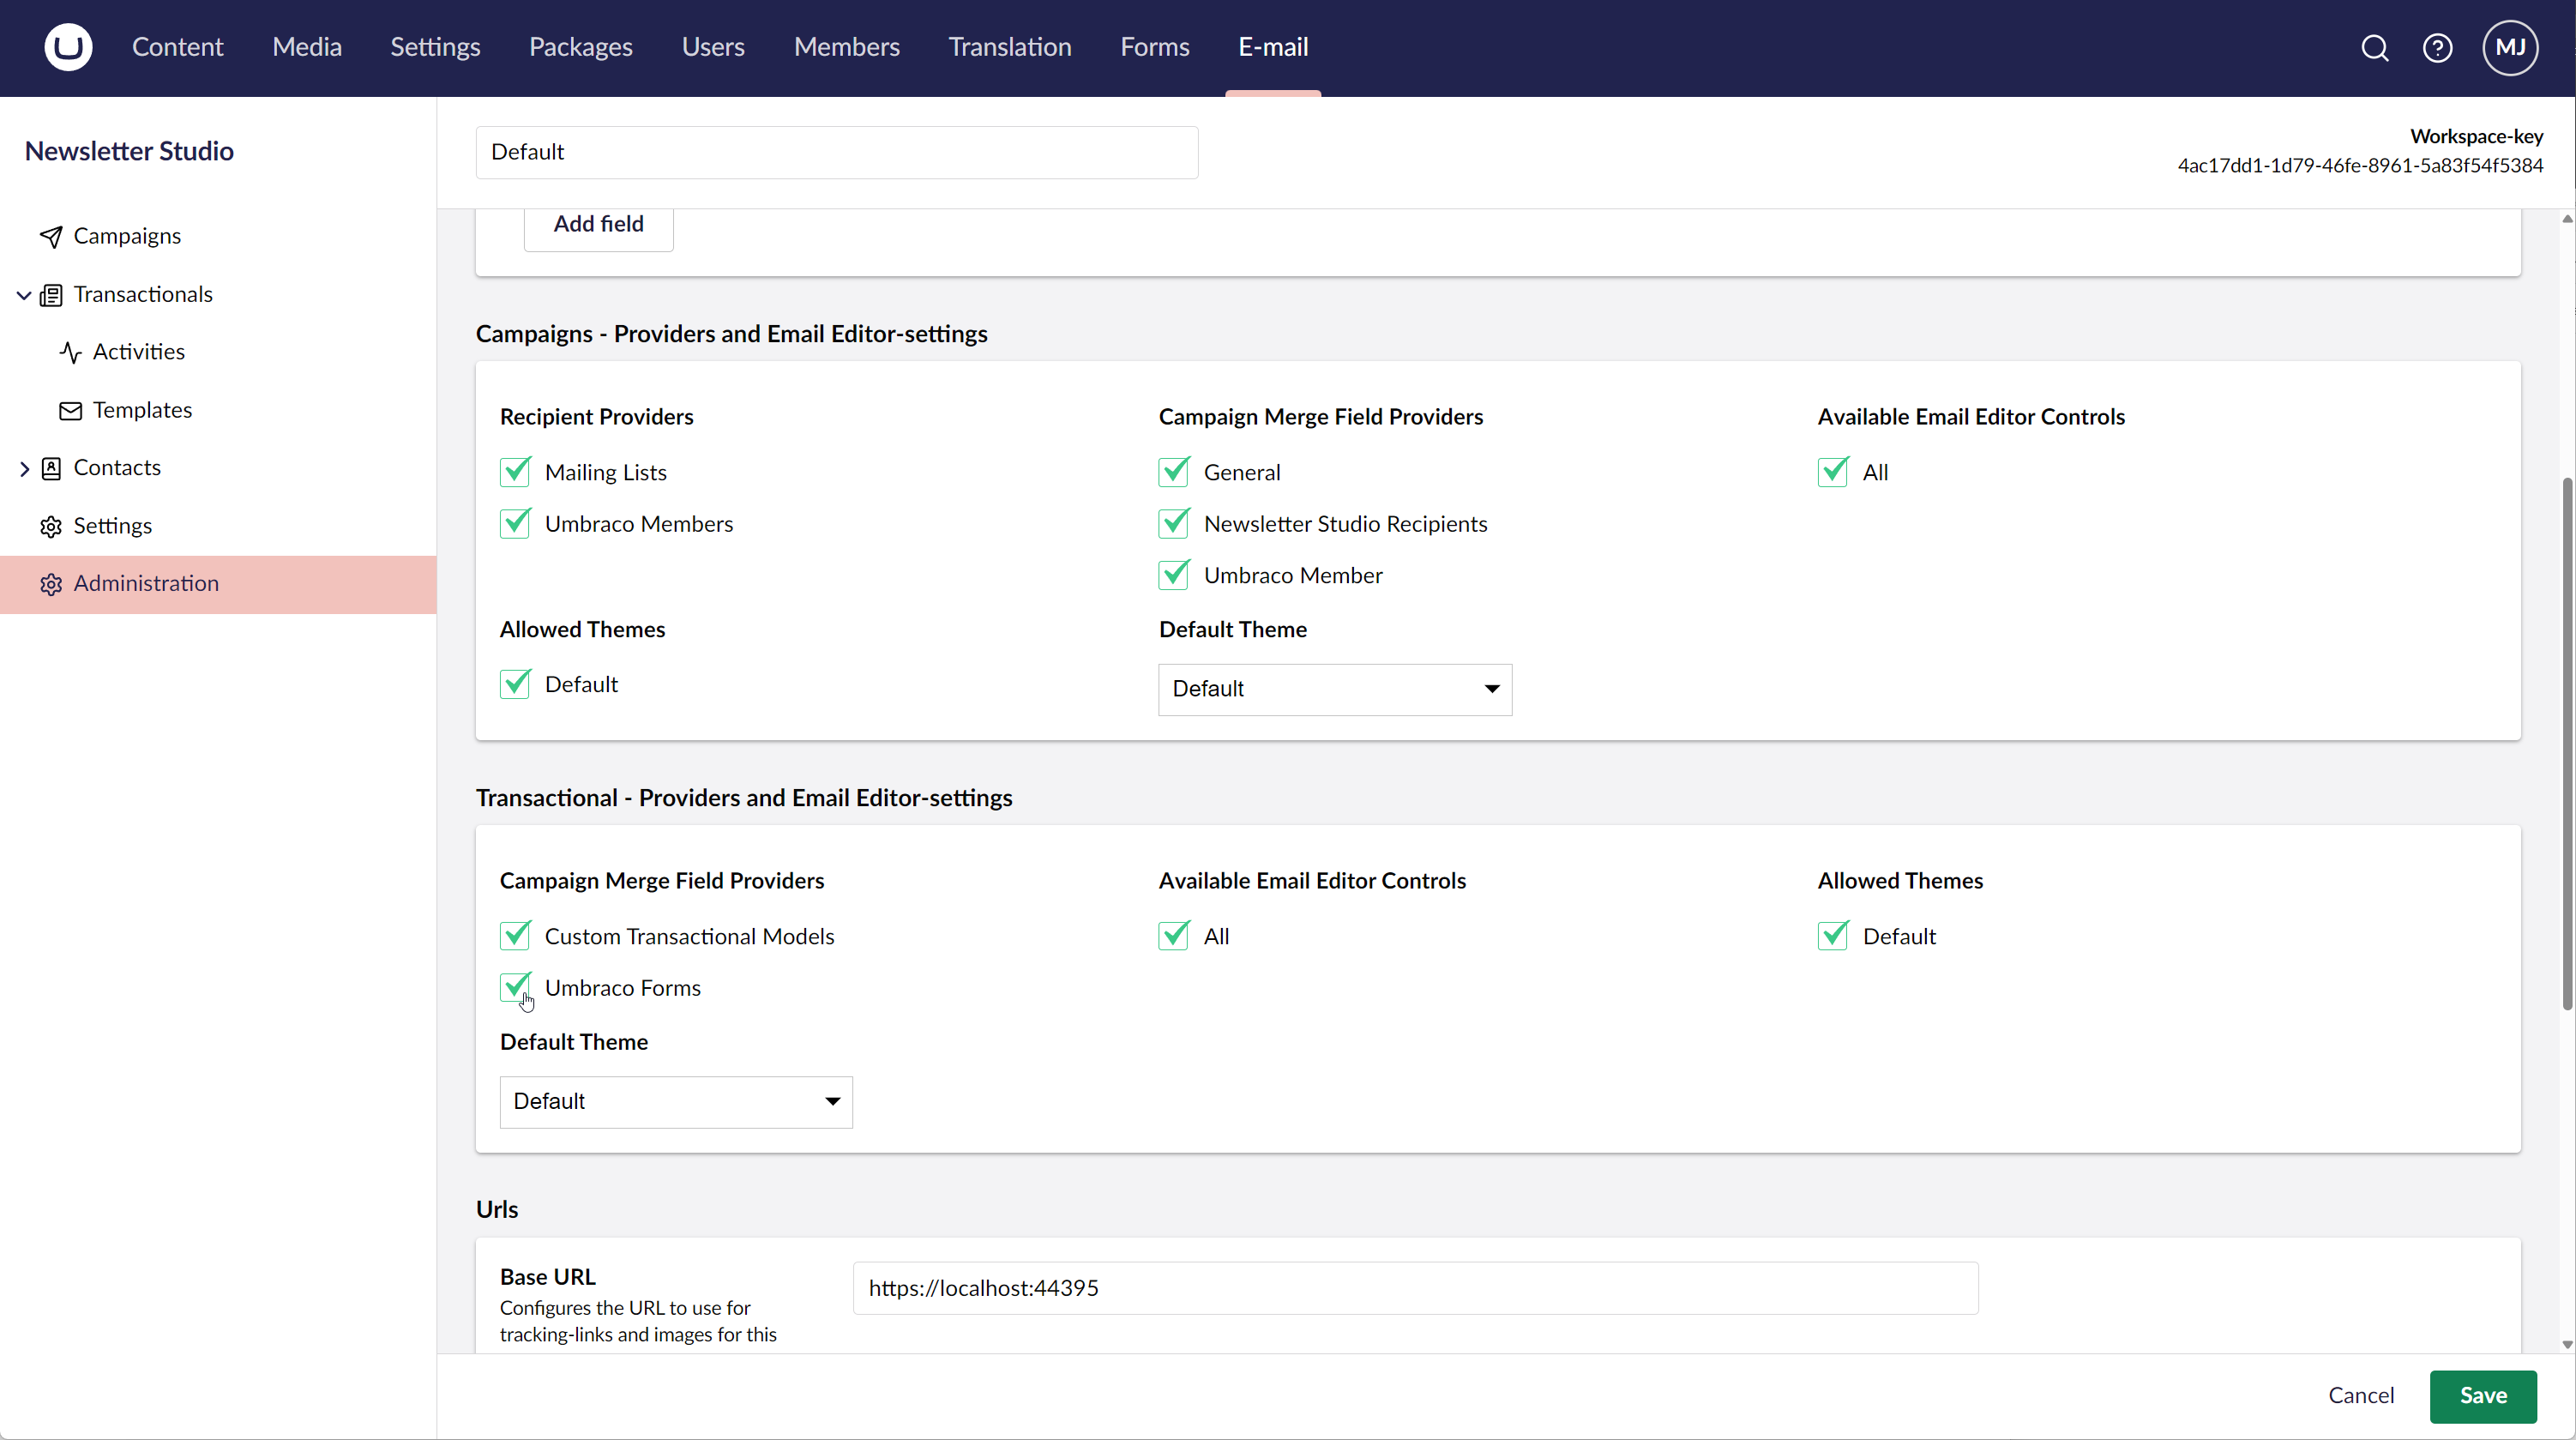 Content Media Settings Packages Users Members Translation Forms E-mail MJ
Newsletter Studio
Campaigns
Transactionals
Activities
Templates
Contacts
Settings
Administration
Default
Workspace-key
4ac17dd1-1d79-46fe-8961-5a83f54f5384
Add field
Campaigns - Providers and Email Editor-settings
Recipient Providers
Mailing Lists
Umbraco Members
Campaign Merge Field Providers
General
Newsletter Studio Recipients
Umbraco Member
Available Email Editor Controls
All
Allowed Themes
Default
Default Theme
Default
Transactional - Providers and Email Editor-settings
Campaign Merge Field Providers
Custom Transactional Models
Umbraco Forms
Available Email Editor Controls
All
Allowed Themes
Default
Default Theme
Default
Urls
Base URL
Configures the URL to use for
tracking-links and images for this
https://localhost:44395
Cancel
Save